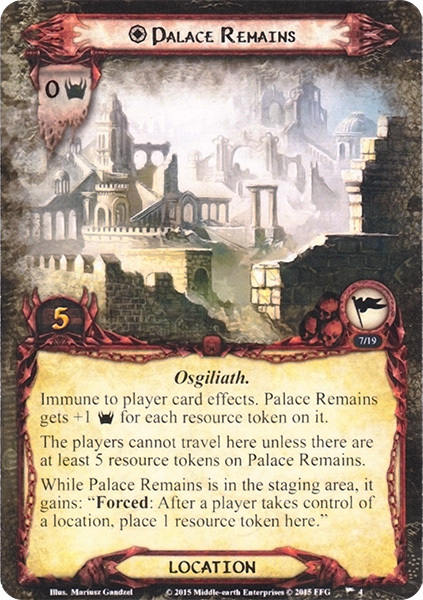 PALACE REMAINS
0
5
7/19
Osgiliath.
Immune to player card effects. Palace Remains
gets +1 for each resource token on it.
The players cannot travel here unless there are
at least 5 resource tokens on Palace Remains.
While Palace Remains is in the staging area, it
gains: “Forced: After a player takes control of
a location, place 1 resource token here.”
LOCATION
Illus. Mariusz Gandzel © 2015 Middle-earth Enterprises © 2015 FFG 4